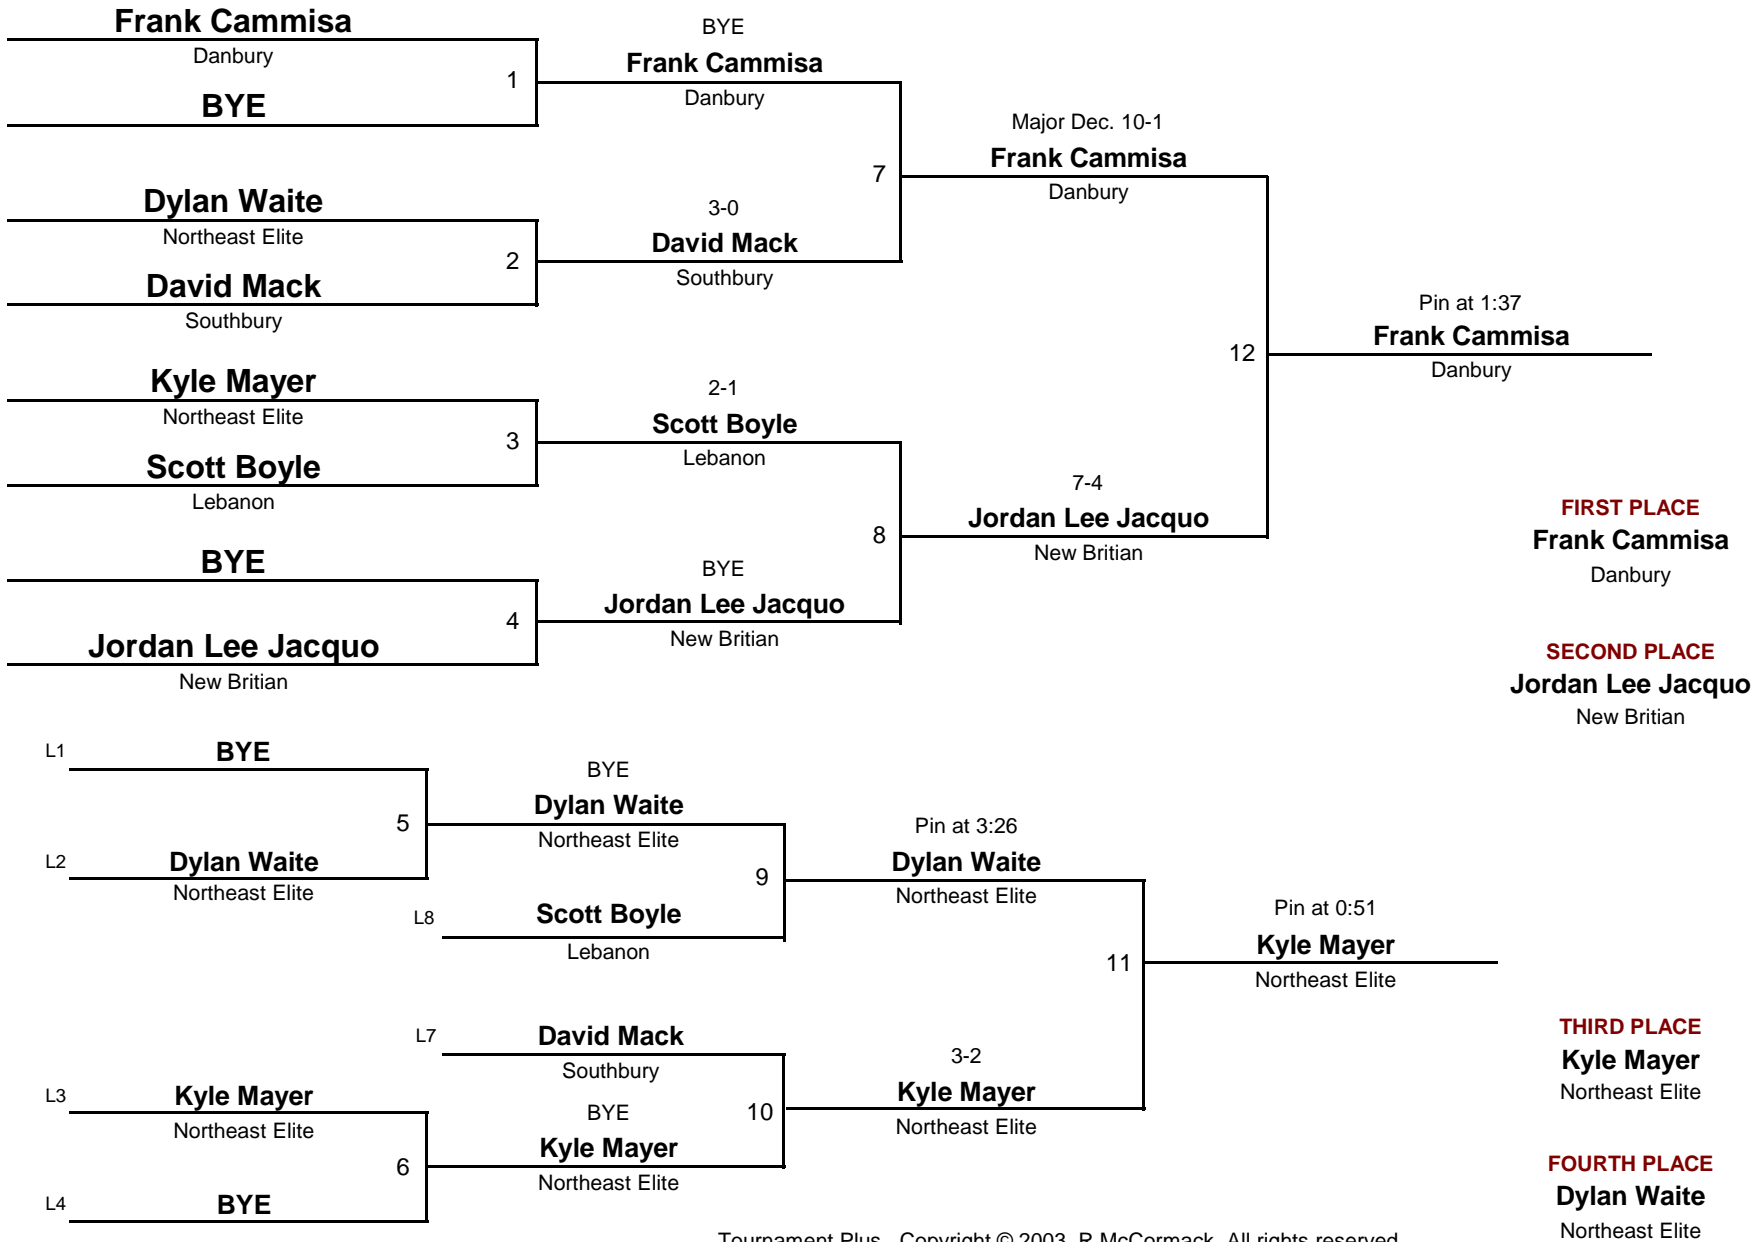 Frank Cammisa
Danbury
1
BYE
BYE
Frank Cammisa
Danbury
Dylan Waite
Northeast Elite
2
David Mack
Southbury
3-0
David Mack
Southbury
7
Major Dec. 10-1
Frank Cammisa
Danbury
Kyle Mayer
Northeast Elite
3
Scott Boyle
Lebanon
2-1
Scott Boyle
Lebanon
BYE
4
Jordan Lee Jacquo
New Britian
BYE
Jordan Lee Jacquo
New Britian
8
7-4
Jordan Lee Jacquo
New Britian
12
Pin at 1:37
Frank Cammisa
Danbury
FIRST PLACE
Frank Cammisa
Danbury
SECOND PLACE
Jordan Lee Jacquo
New Britian
L1 BYE
5
L2 Dylan Waite
Northeast Elite
BYE
Dylan Waite
Northeast Elite
9
L8 Scott Boyle
Lebanon
Pin at 3:26
Dylan Waite
Northeast Elite
L7 David Mack
Southbury
L3 Kyle Mayer
Northeast Elite
6
L4 BYE
BYE
Kyle Mayer
Northeast Elite
10
3-2
Kyle Mayer
Northeast Elite
11
Pin at 0:51
Kyle Mayer
Northeast Elite
THIRD PLACE
Kyle Mayer
Northeast Elite
FOURTH PLACE
Dylan Waite
Northeast Elite
Tournament Plus Copyright © 2003, R McCormack, All rights reserved